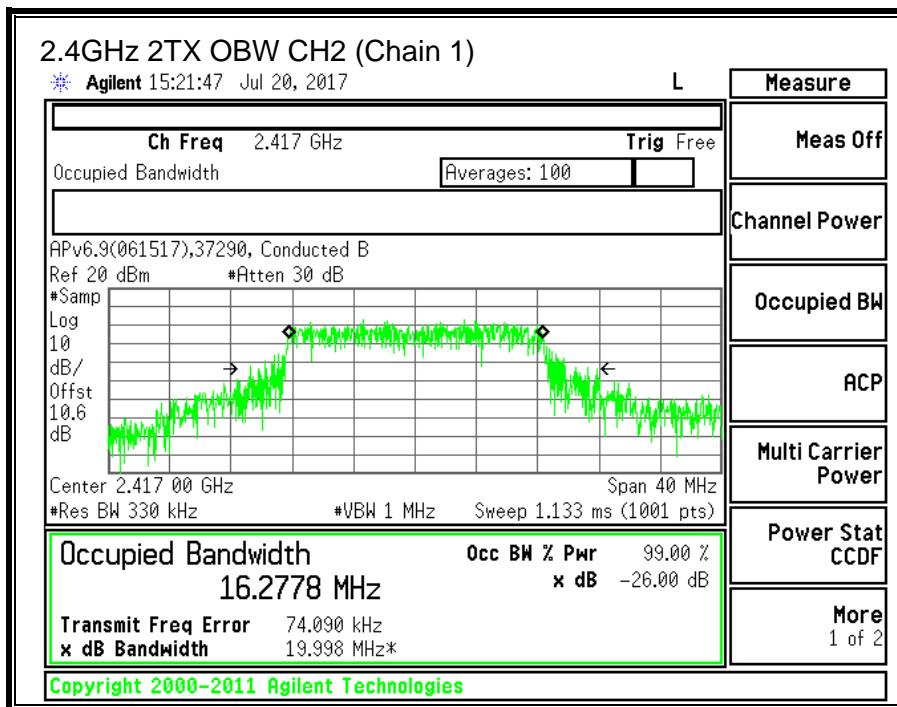 2.4GHz 2TX OBW CH2 (Chain 1)
Agilent 15:21:47 Jul 20, 2017 L
Ch Freq 2.417 GHz Trig Free
Occupied Bandwidth Averages: 100
APv6.9(061517),37290, Conducted B
Ref 20 dBm #Atten 30 dB
#Samp
Log
10
dB/
Offst
10.6
dB
Center 2.417 00 GHz Span 40 MHz
#Res BW 330 kHz #VBW 1 MHz Sweep 1.133 ms (1001 pts)
Occupied Bandwidth Occ BW % Pwr 99.00 %
16.2778 MHz x dB -26.00 dB
Transmit Freq Error 74.090 kHz
x dB Bandwidth 19.998 MHz*
Copyright 2000-2011 Agilent Technologies
Measure
Meas Off
Channel Power
Occupied BW
ACP
Multi Carrier
Power
Power Stat
CCDF
More
1 of 2